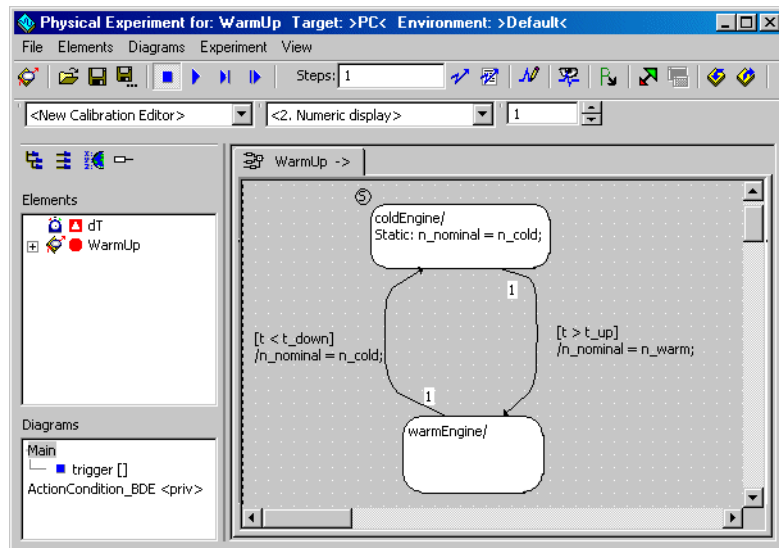 Physical Experiment for: WarmUp Target: >PC< Environment: >Default<
File Elements Diagrams Experiment View
Steps: 1
<New Calibration Editor> <2. Numeric display> 1
WarmUp ->
Elements
dT
WarmUp
S
coldEngine/
Static: n_nominal = n_cold;
1
[t < t_down]
/n_nominal = n_cold;
[t > t_up]
/n_nominal = n_warm;
1
warmEngine/
Diagrams
Main
trigger []
ActionCondition_BDE <priv>